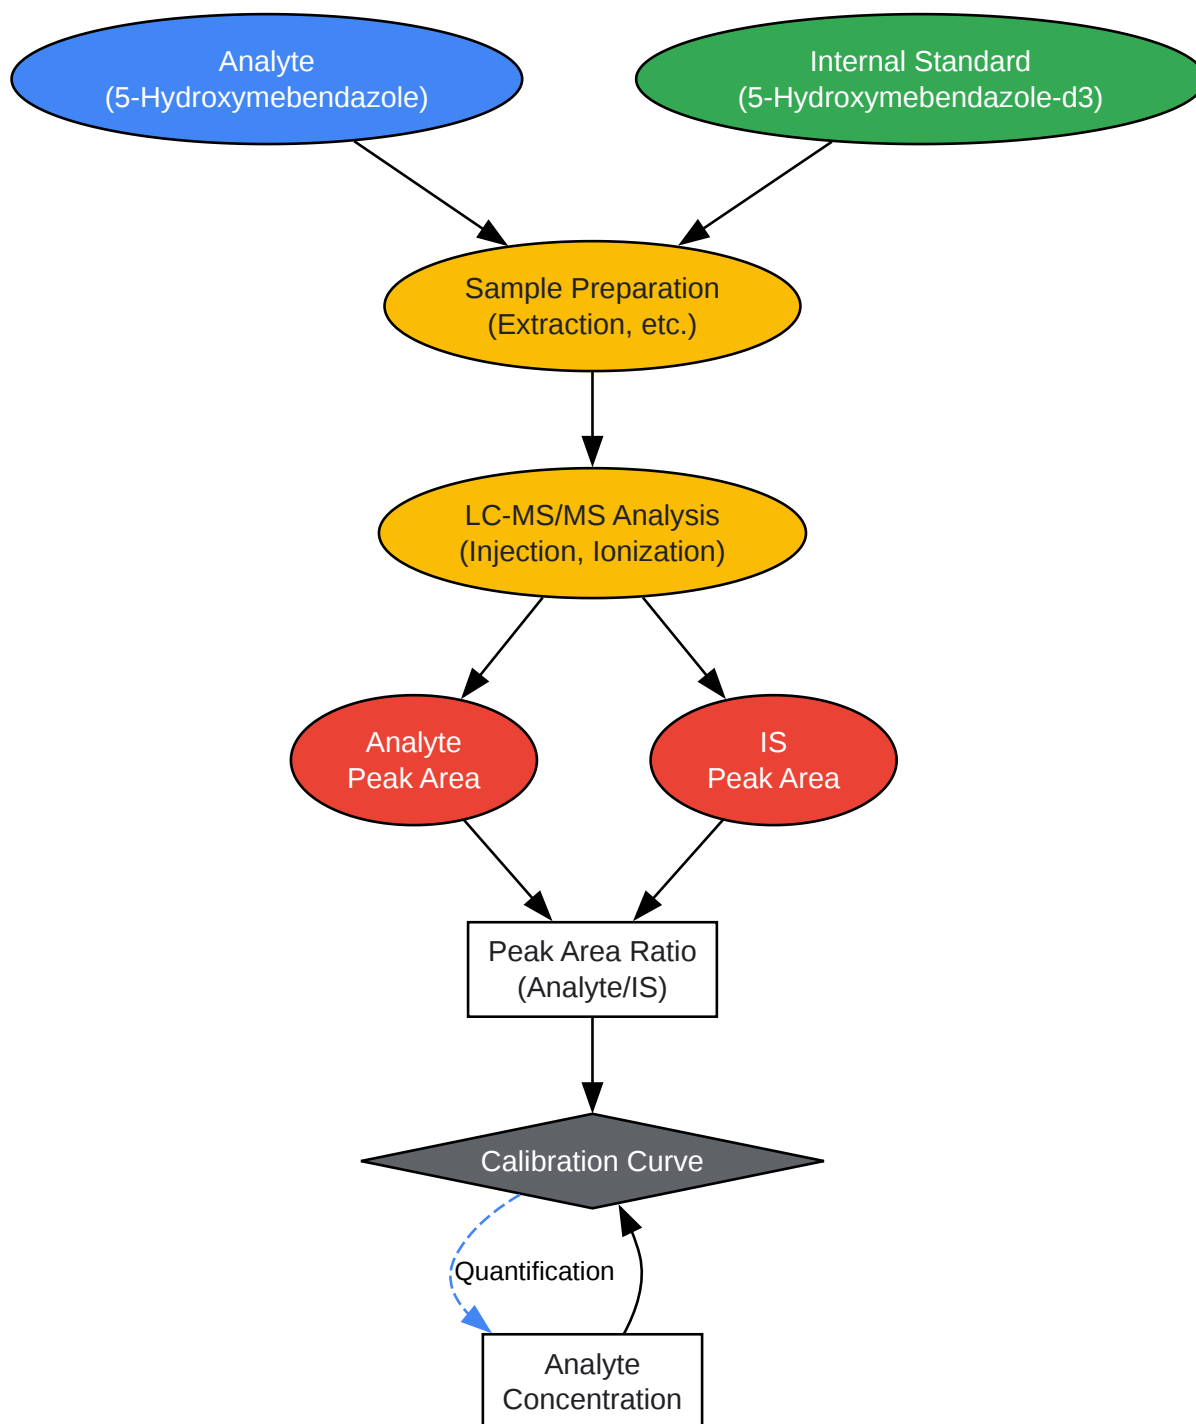 Analyte
(5-Hydroxymebendazole)
Internal Standard
(5-Hydroxymebendazole-d3)
Sample Preparation
(Extraction, etc.)
LC-MS/MS Analysis
(Injection, Ionization)
Analyte
Peak Area
IS
Peak Area
Peak Area Ratio
(Analyte/IS)
Calibration Curve
Quantification
Analyte
Concentration